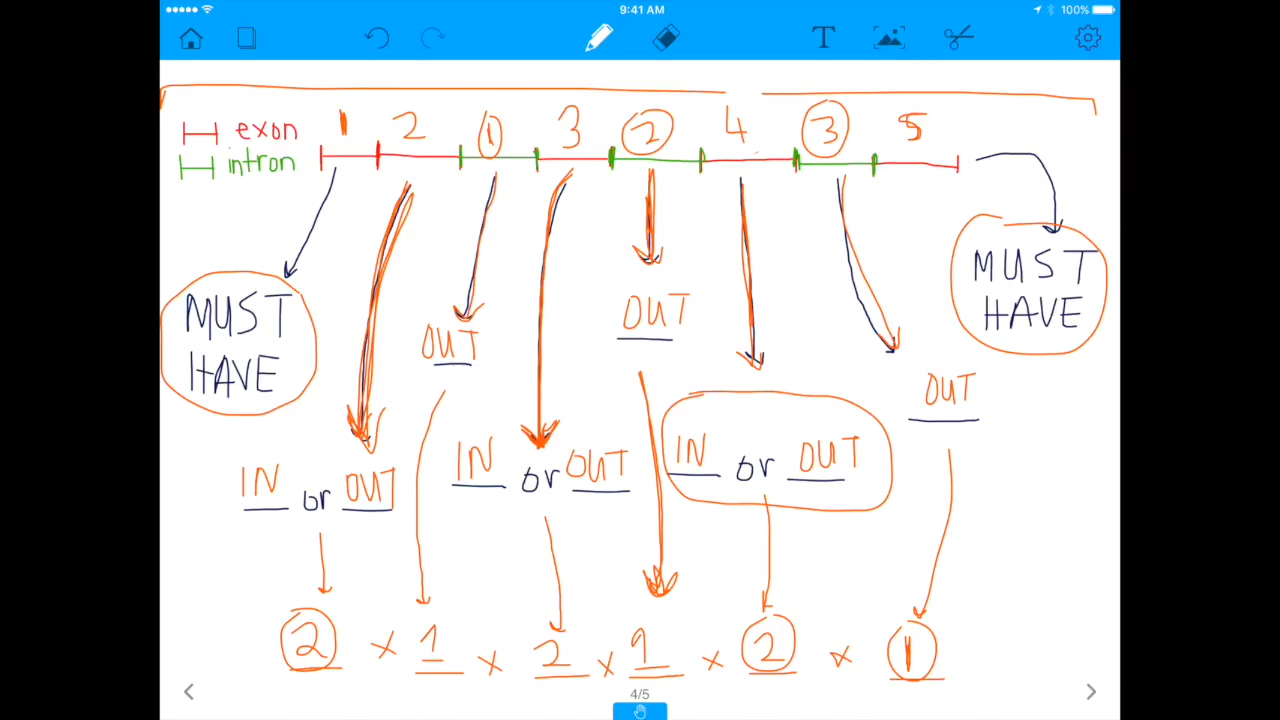 9:41 AM
100%
T
1 2 ① 3 ② 4 ③ 5
exon
intron
MUST
HAVE
MUST
HAVE
OUT
OUT
OUT
IN or OUT
IN or OUT
IN or OUT
2 x 1 x 2 x 1 x 2 x 1
4/5